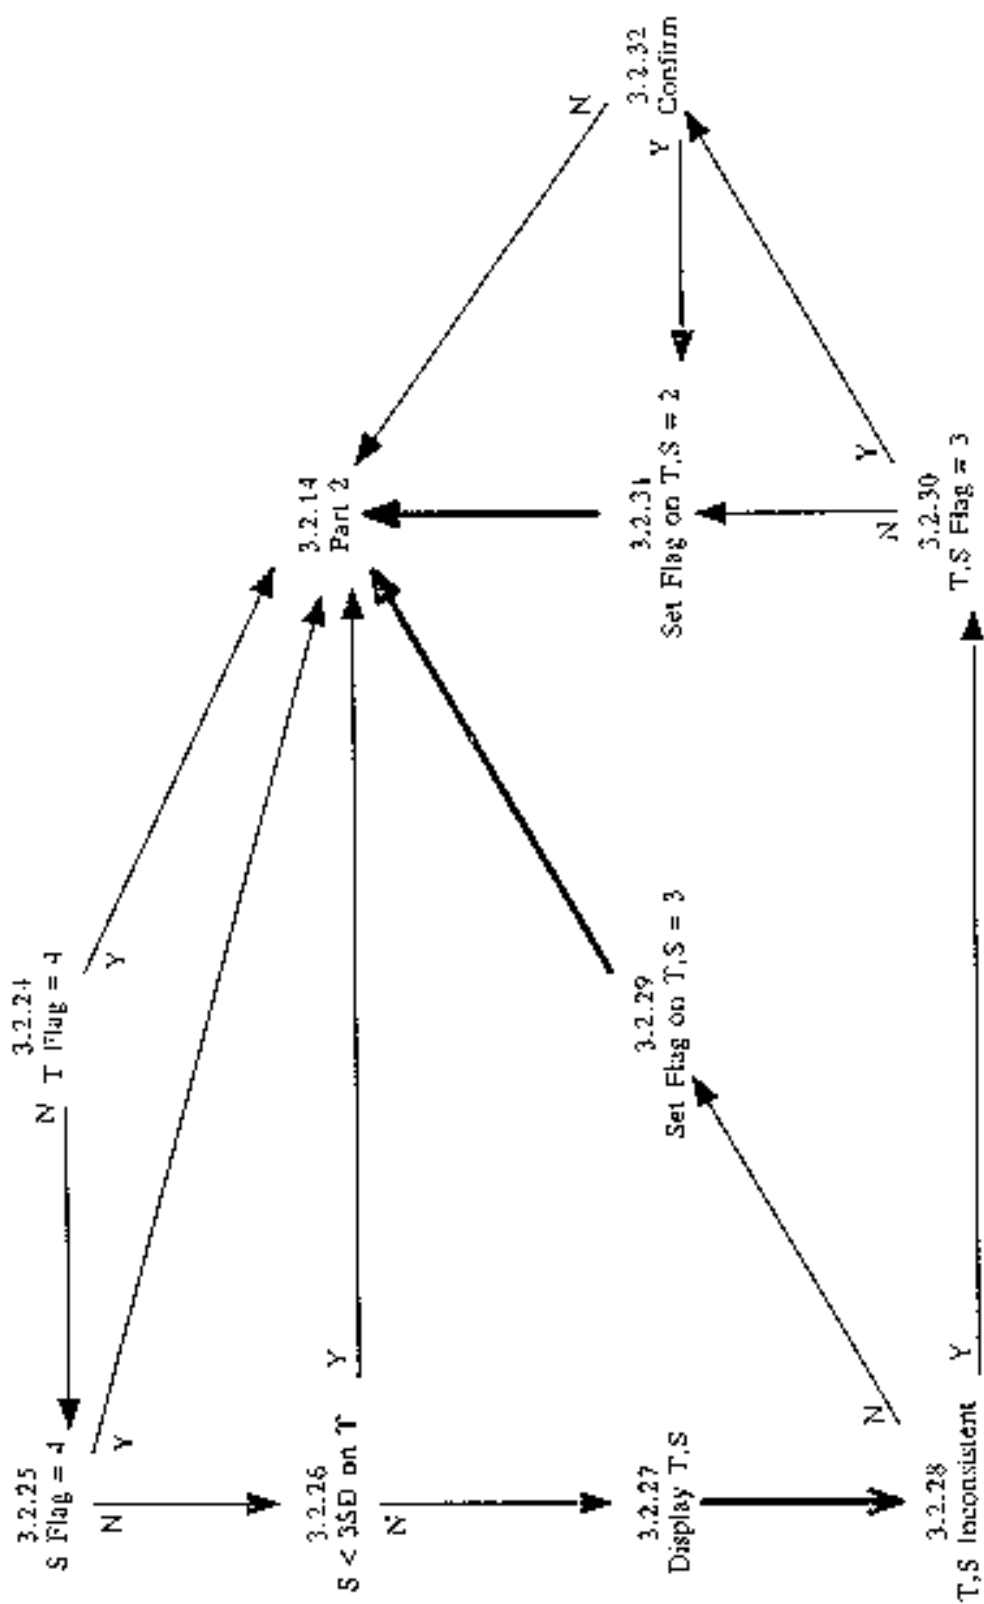 3.2.24
N T Flag = 4
Y
3.2.25
S Flag = 4
Y
N
3.2.14
Part 2
3.2.26
S < 3SD on T
Y
N
3.2.32
Confirm
N
Y
3.2.31
Set Flag on T,S = 2
3.2.29
Set Flag on T,S = 3
3.2.27
Display T,S
3.2.30
T,S Flag = 3
N
Y
3.2.28
T,S Inconsistent
N
Y